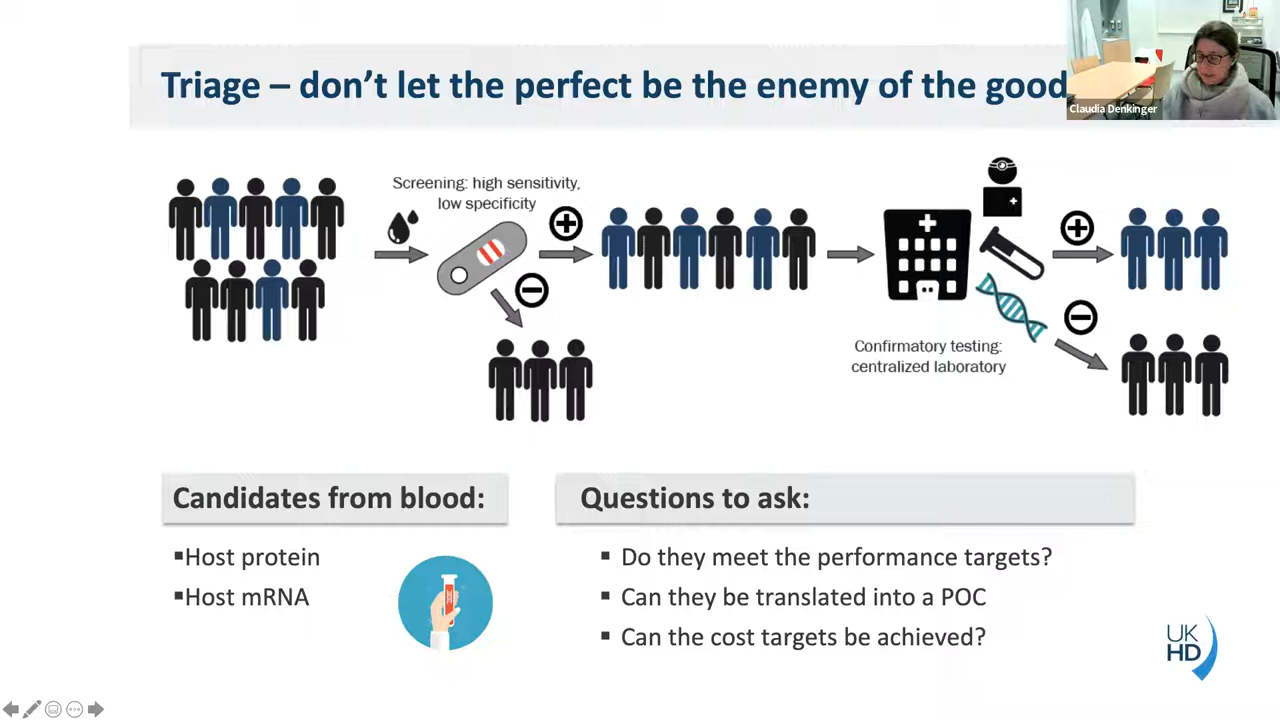 Triage – don't let the perfect be the enemy of the good
Claudia Denkinger
Screening: high sensitivity,
low specificity
Confirmatory testing:
centralized laboratory
Candidates from blood:
▪Host protein
▪Host mRNA
Questions to ask:
▪ Do they meet the performance targets?
▪ Can they be translated into a POC
▪ Can the cost targets be achieved?
UK
HD